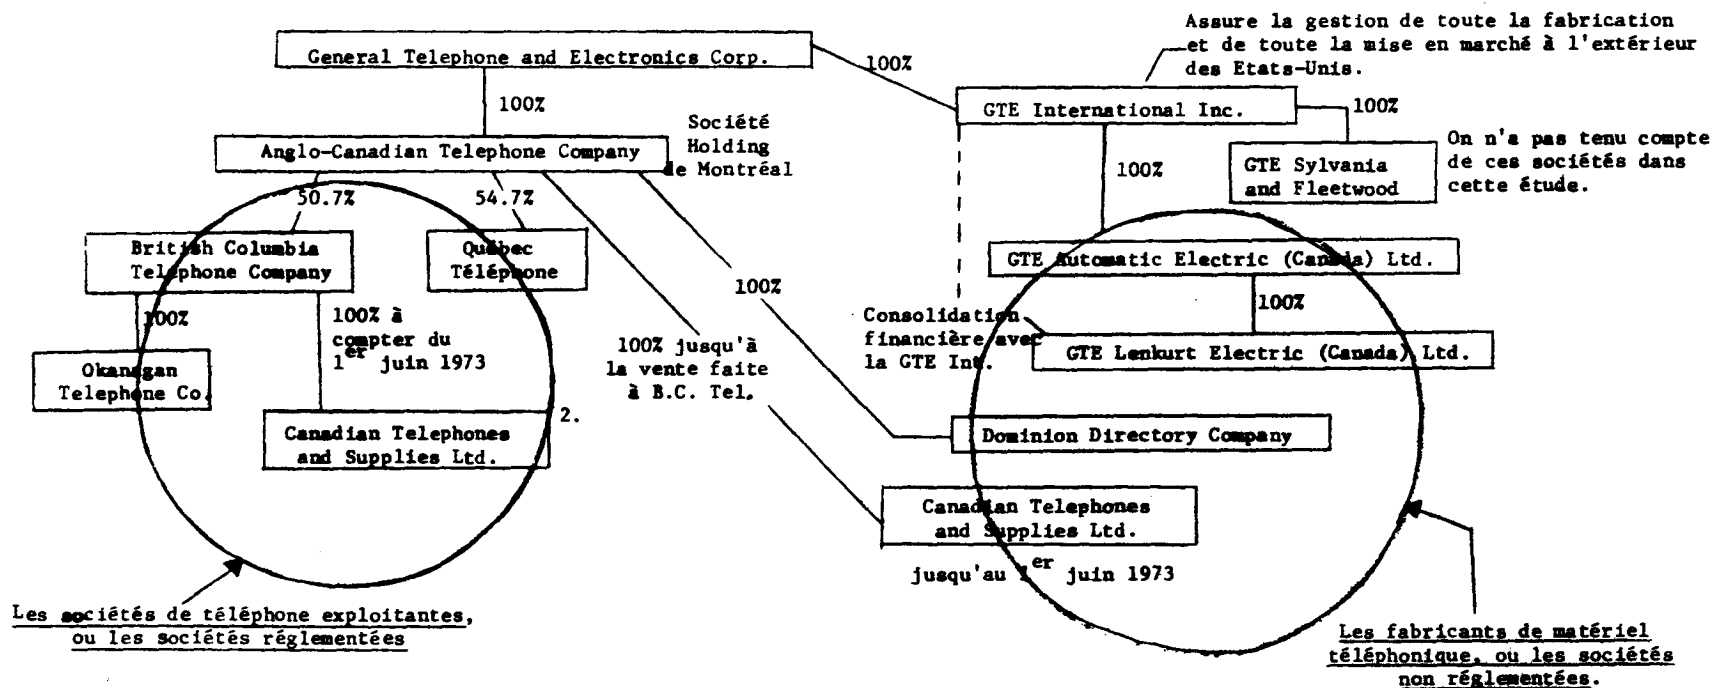 Assure la gestion de toute la fabrication
et de toute la mise en marché à l'extérieur
des Etats-Unis.
General Telephone and Electronics Corp.
100%
GTE International Inc.
100%
100%
Société
Holding
de Montréal
Anglo-Canadian Telephone Company
GTE Sylvania
and Fleetwood
On n'a pas tenu compte
de ces sociétés dans
cette étude.
100%
50.7%
54.7%
British Columbia
Telephone Company
Québec
Téléphone
GTE Automatic Electric (Canada) Ltd.
100%
100%
100%
100% à
compter du
1er juin 1973
Consolidation
financière avec
la GTE Int.
GTE Lenkurt Electric (Canada) Ltd.
100% jusqu'à
la vente faite
à B.C. Tel.
Okanagan
Telephone Co.
Canadian Telephones
and Supplies Ltd.
2.
Dominion Directory Company
Canadian Telephones
and Supplies Ltd.
jusqu'au 1er juin 1973
Les sociétés de téléphone exploitantes,
ou les sociétés réglementées
Les fabricants de matériel
téléphonique, ou les sociétés
non réglementées.